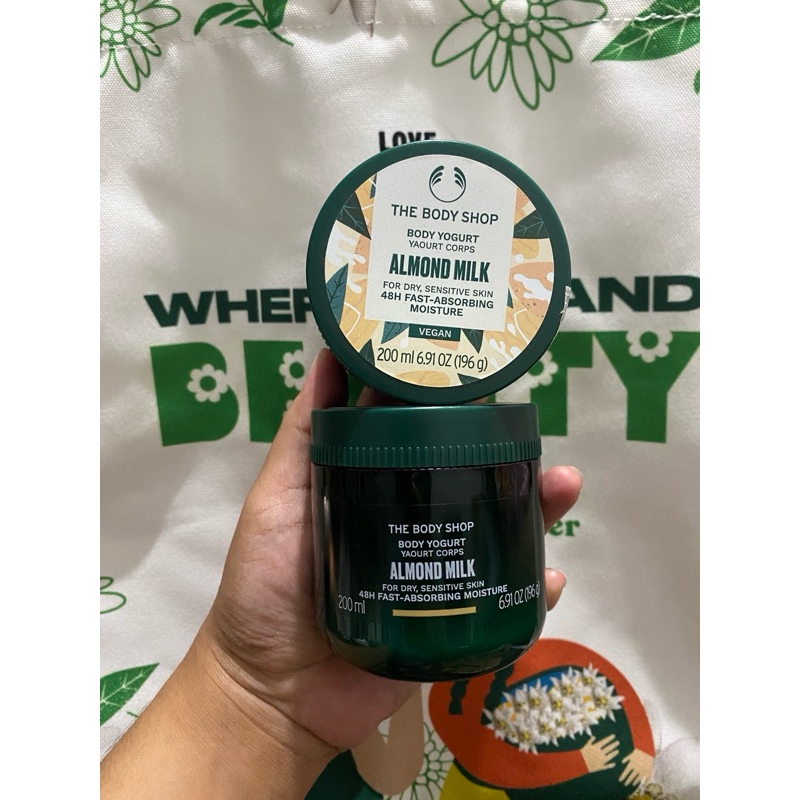 LOVE
THE BODY SHOP
BODY YOGURT
YAOURT CORPS
ALMOND MILK
FOR DRY, SENSITIVE SKIN
48H FAST-ABSORBING
MOISTURE
VEGAN
200 ml 6.91 OZ (196 g)
AND
THE BODY SHOP
BODY YOGURT
YAOURT CORPS
ALMOND MILK
FOR DRY, SENSITIVE SKIN
48H FAST-ABSORBING MOISTURE
200 ml
6.91 OZ (196 g)